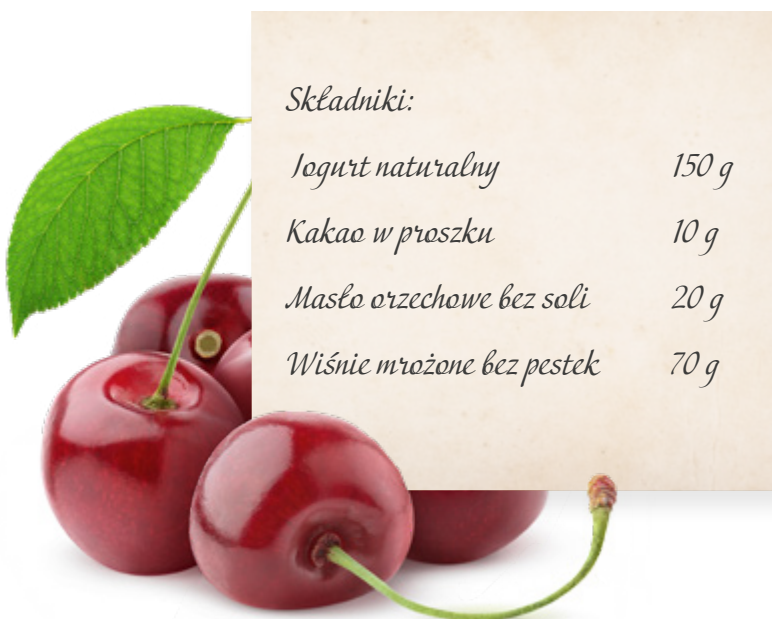 Składniki:
Jogurt naturalny 150 g
Kakao w proszku 10 g
Masło orzechowe bez soli 20 g
Wiśnie mrożone bez pestek 70 g